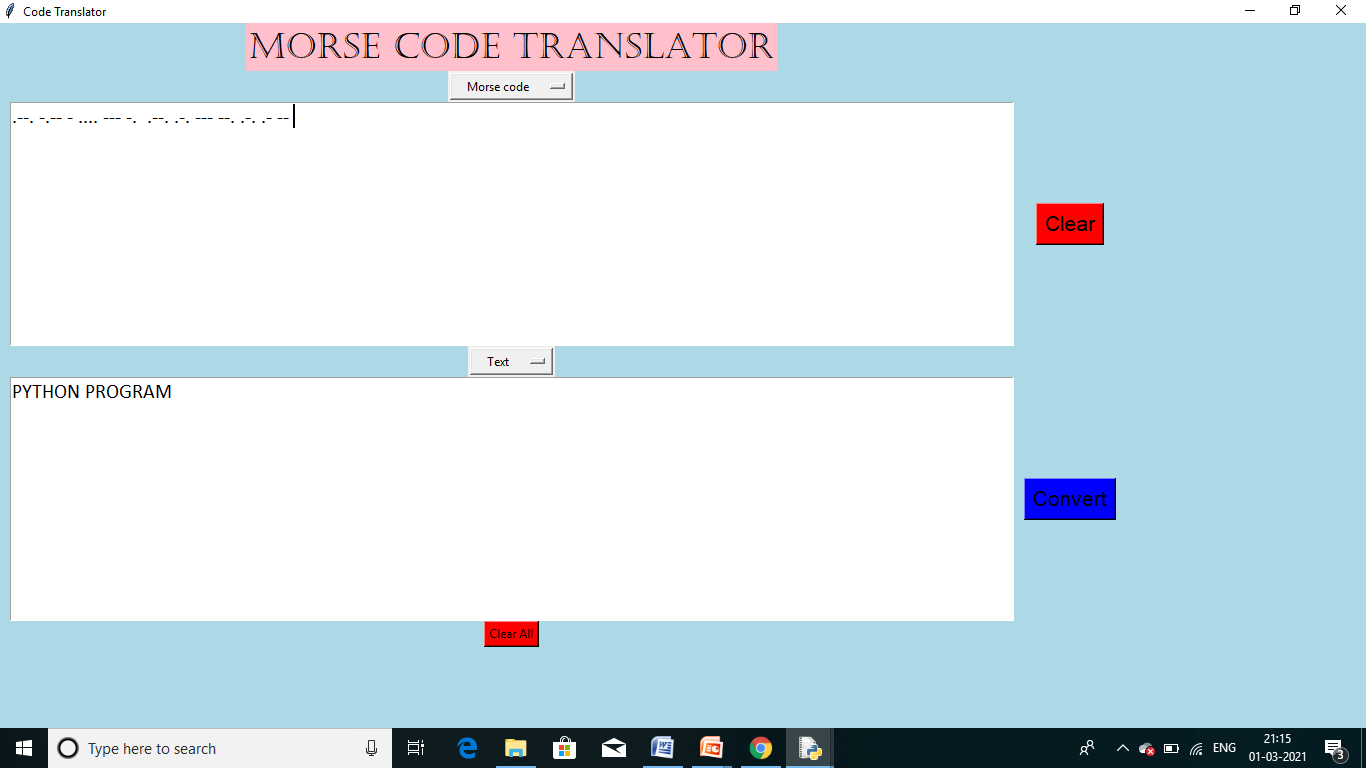 Code Translator
MORSE CODE TRANSLATOR
Morse code
.--. -.-- - .... --- -.  .--. .-. --- --. .-. .- --
Clear
Text
PYTHON PROGRAM
Convert
Clear All
Type here to search
ENG
21:15
01-03-2021
3